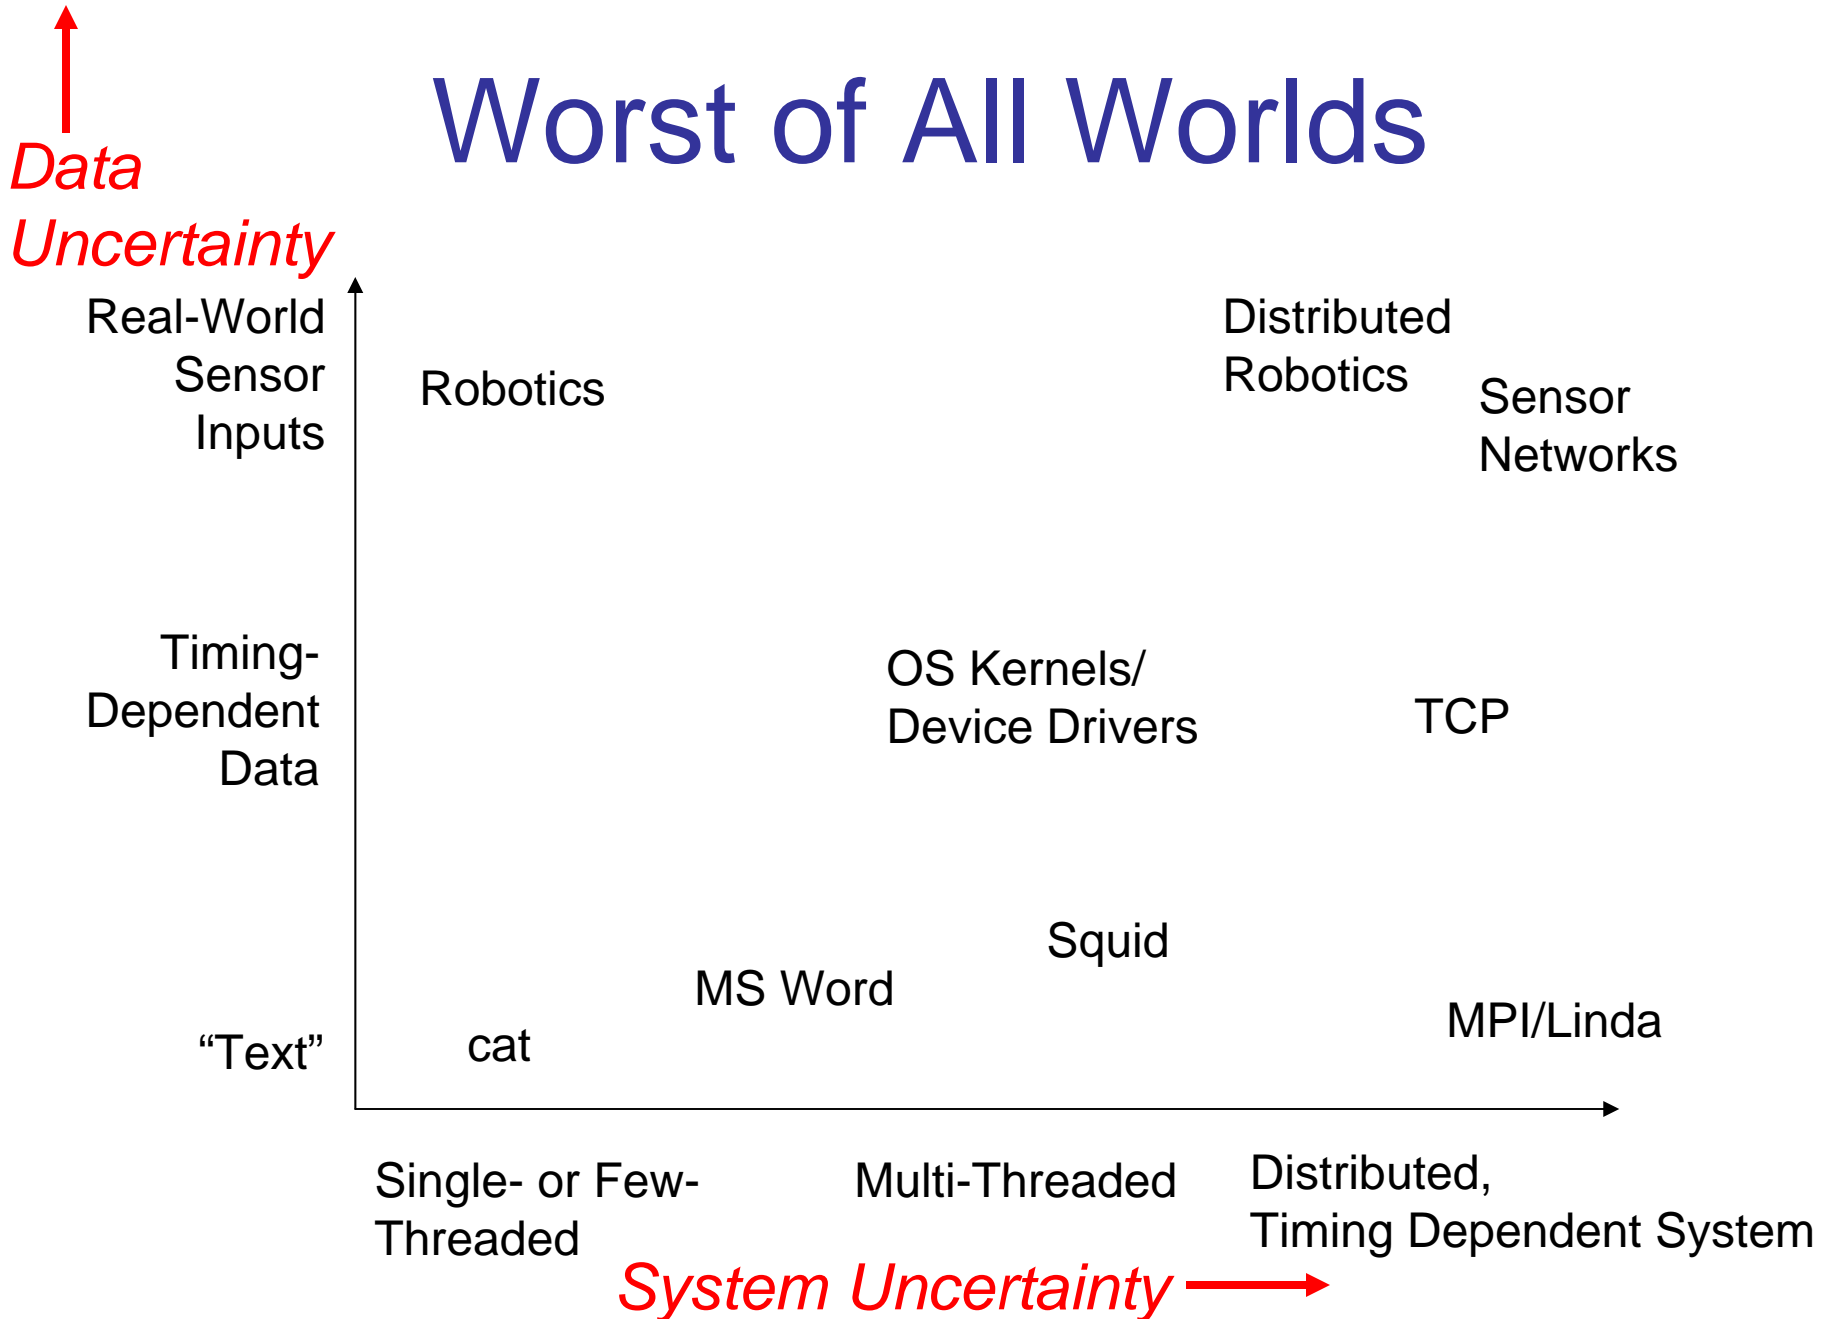 Worst of All Worlds
Data
Uncertainty
Real-World
Sensor
Inputs
Robotics
Distributed
Robotics
Sensor
Networks
Timing-
Dependent
Data
OS Kernels/
Device Drivers
TCP
Squid
MS Word
MPI/Linda
“Text”
cat
Single- or Few-
Threaded
Multi-Threaded
Distributed,
Timing Dependent System
System Uncertainty